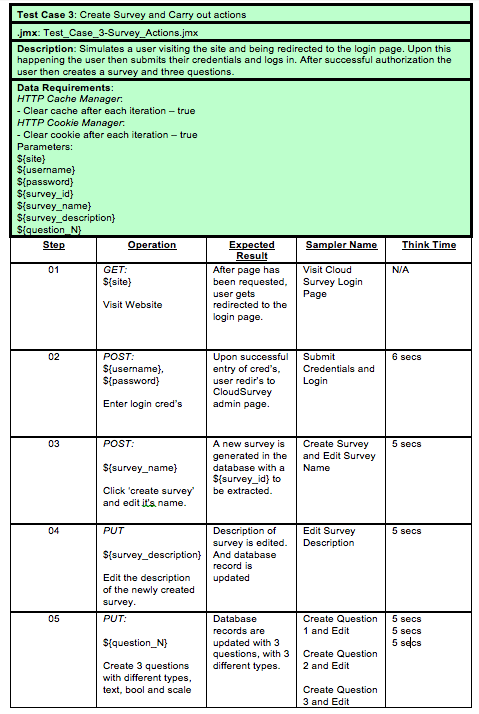 Test Case 3: Create Survey and Carry out actions
.jmx: Test_Case_3-Survey_Actions.jmx
Description: Simulates a user visiting the site and being redirected to the login page. Upon this
happening the user then submits their credentials and logs in. After successful authorization the
user then creates a survey and three questions.
Data Requirements:
HTTP Cache Manager:
- Clear cache after each iteration – true
HTTP Cookie Manager:
- Clear cookie after each iteration – true
Parameters:
${site}
${username}
${password}
${survey_id}
${survey_name}
${survey_description}
${question_N}
Step Operation Expected Result Sampler Name Think Time
01
GET:
${site}
Visit Website
After page has
been requested,
user gets
redirected to the
login page.
Visit Cloud
Survey Login
Page
N/A
02
POST:
${username},
${password}
Enter login cred's
Upon successful
entry of cred's,
user redir's to
CloudSurvey
admin page.
Submit
Credentials and
Login
6 secs
03
POST:
${survey_name}
Click 'create survey'
and edit it's name.
A new survey is
generated in the
database with a
${survey_id} to
be extracted.
Create Survey
and Edit Survey
Name
5 secs
04
PUT
${survey_description}
Edit the description
of the newly created
survey.
Description of
survey is edited.
And database
record is
updated
Edit Survey
Description
5 secs
05
PUT:
${question_N}
Create 3 questions
with different types,
text, bool and scale
Database
records are
updated with 3
questions, with 3
different types.
Create Question
1 and Edit
Create Question
2 and Edit
Create Question
3 and Edit
5 secs
5 secs
5 secs